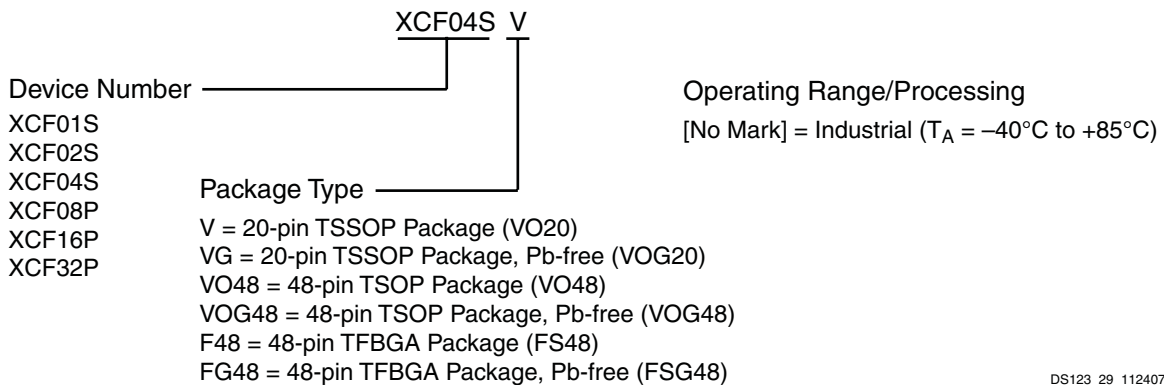 XCF04S V
Device Number
XCF01S
XCF02S
XCF04S
XCF08P
XCF16P
XCF32P
Package Type
V = 20-pin TSSOP Package (VO20)
VG = 20-pin TSSOP Package, Pb-free (VOG20)
VO48 = 48-pin TSOP Package (VO48)
VOG48 = 48-pin TSOP Package, Pb-free (VOG48)
F48 = 48-pin TFBGA Package (FS48)
FG48 = 48-pin TFBGA Package, Pb-free (FSG48)
Operating Range/Processing
[No Mark] = Industrial (TA = –40°C to +85°C)
DS123_29_112407